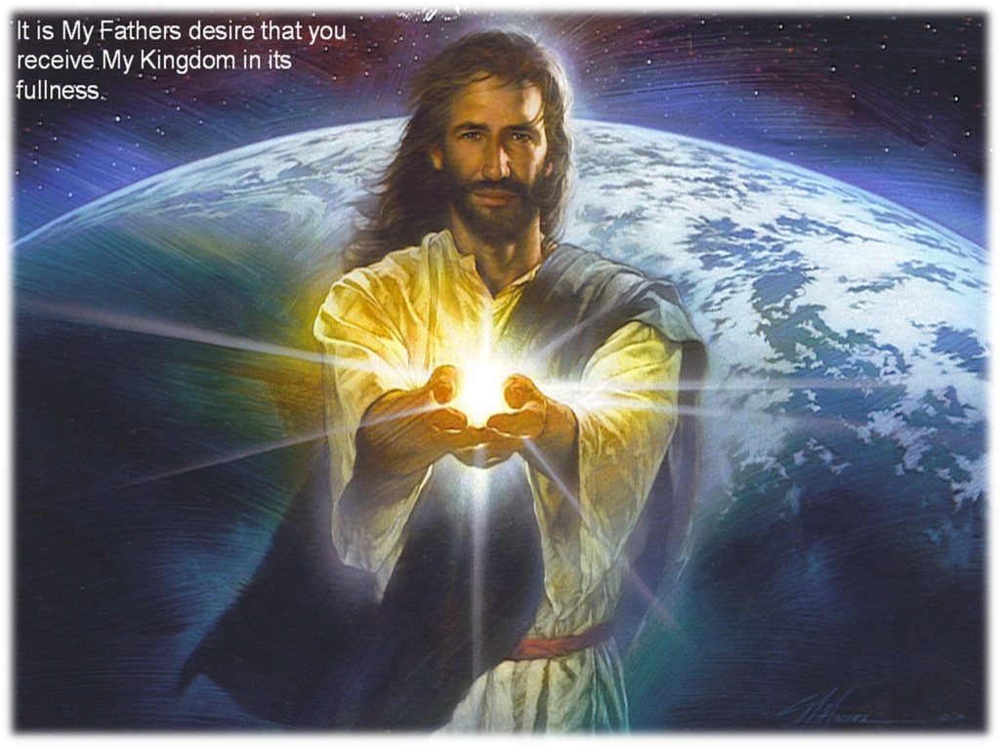 It is My Fathers desire that you
receive My Kingdom in its
fullness.